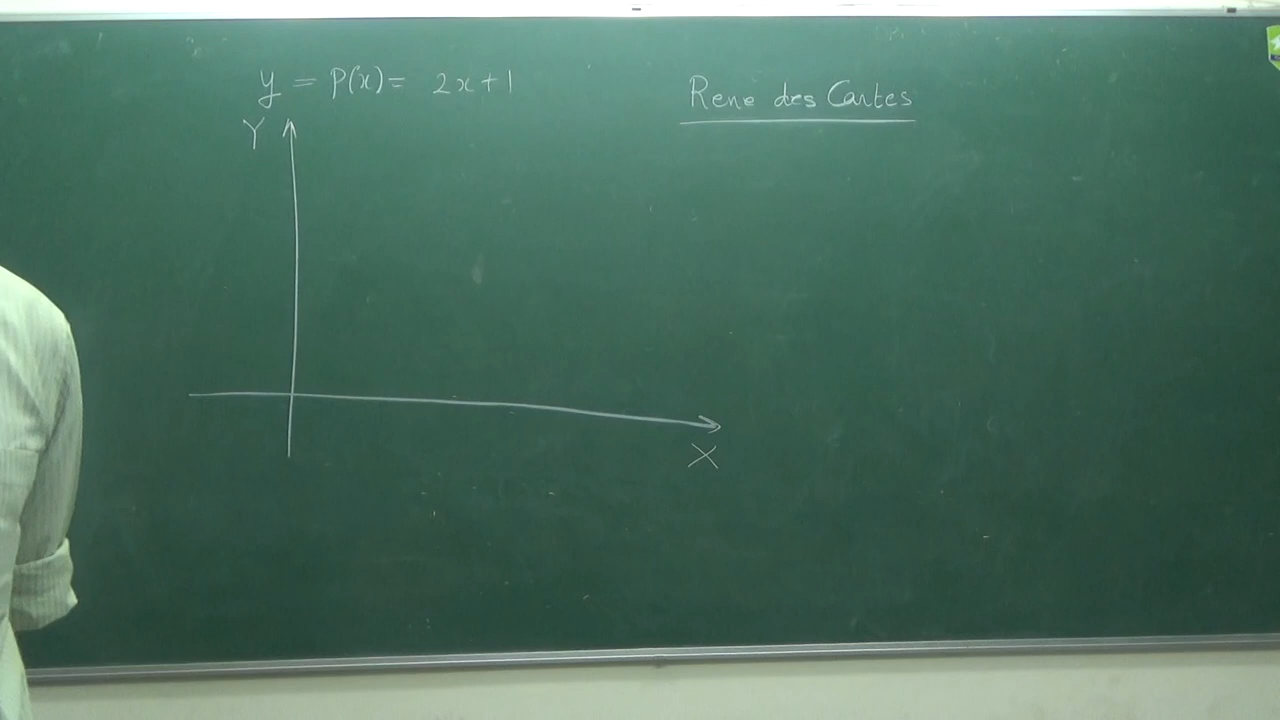 y = P(x) = 2x+1
Rene des Cartes
Y
X